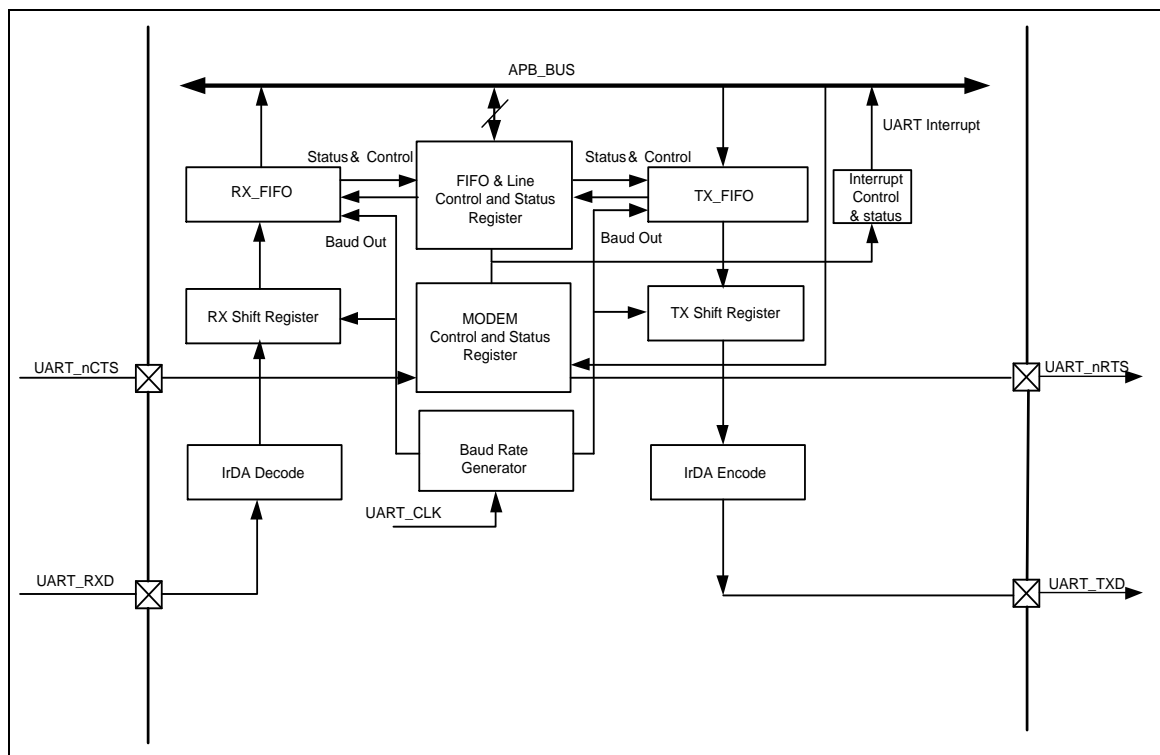 APB_BUS
UART Interrupt
Status & Control
Status & Control
RX_FIFO
FIFO & Line
Control and Status
Register
TX_FIFO
Interrupt
Control
& status
Baud Out
Baud Out
RX Shift Register
MODEM
Control and Status
Register
TX Shift Register
UART_nCTS
UART_nRTS
IrDA Decode
Baud Rate
Generator
IrDA Encode
UART_CLK
UART_RXD
UART_TXD